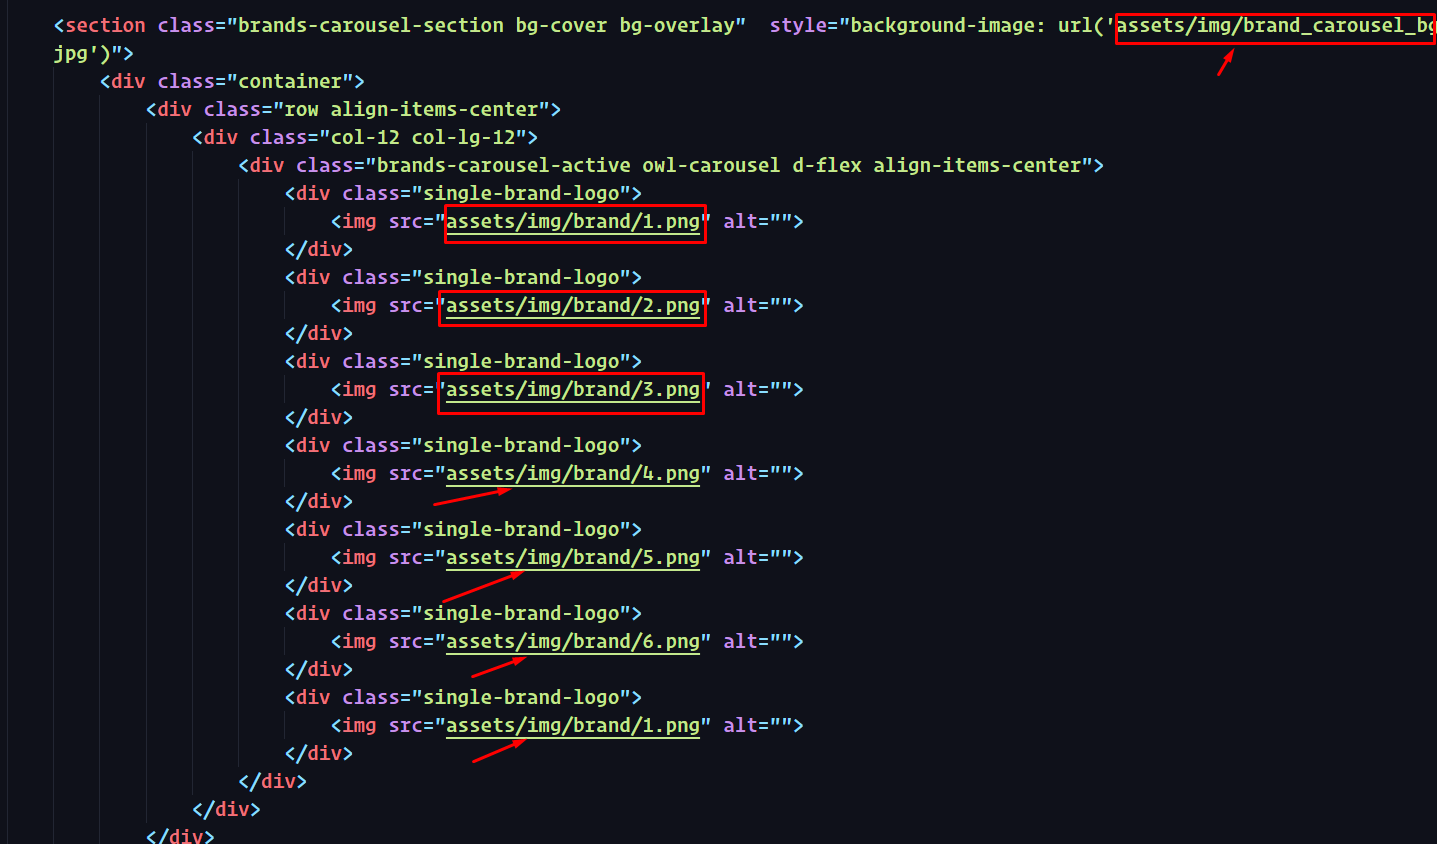 <section class="brands-carousel-section bg-cover bg-overlay"  style="background-image: url('assets/img/brand_carousel_bg
jpg')">
<div class="container">
<div class="row align-items-center">
<div class="col-12 col-lg-12">
<div class="brands-carousel-active owl-carousel d-flex align-items-center">
<div class="single-brand-logo">
<img src="assets/img/brand/1.png" alt="">
</div>
<div class="single-brand-logo">
<img src="assets/img/brand/2.png" alt="">
</div>
<div class="single-brand-logo">
<img src="assets/img/brand/3.png" alt="">
</div>
<div class="single-brand-logo">
<img src="assets/img/brand/4.png" alt="">
</div>
<div class="single-brand-logo">
<img src="assets/img/brand/5.png" alt="">
</div>
<div class="single-brand-logo">
<img src="assets/img/brand/6.png" alt="">
</div>
<div class="single-brand-logo">
<img src="assets/img/brand/1.png" alt="">
</div>
</div>
</div>
</div>